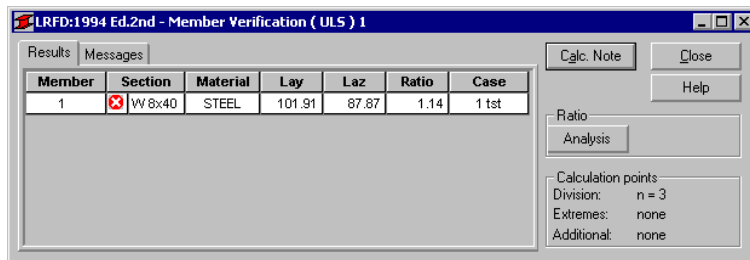 LRFD:1994 Ed.2nd - Member Verification ( ULS ) 1
Results Messages
Calc. Note Close
Member Section Material Lay Laz Ratio Case
Help
1 W 8x40 STEEL 101.91 87.87 1.14 1 tst
Ratio
Analysis
Calculation points
Division: n = 3
Extremes: none
Additional: none